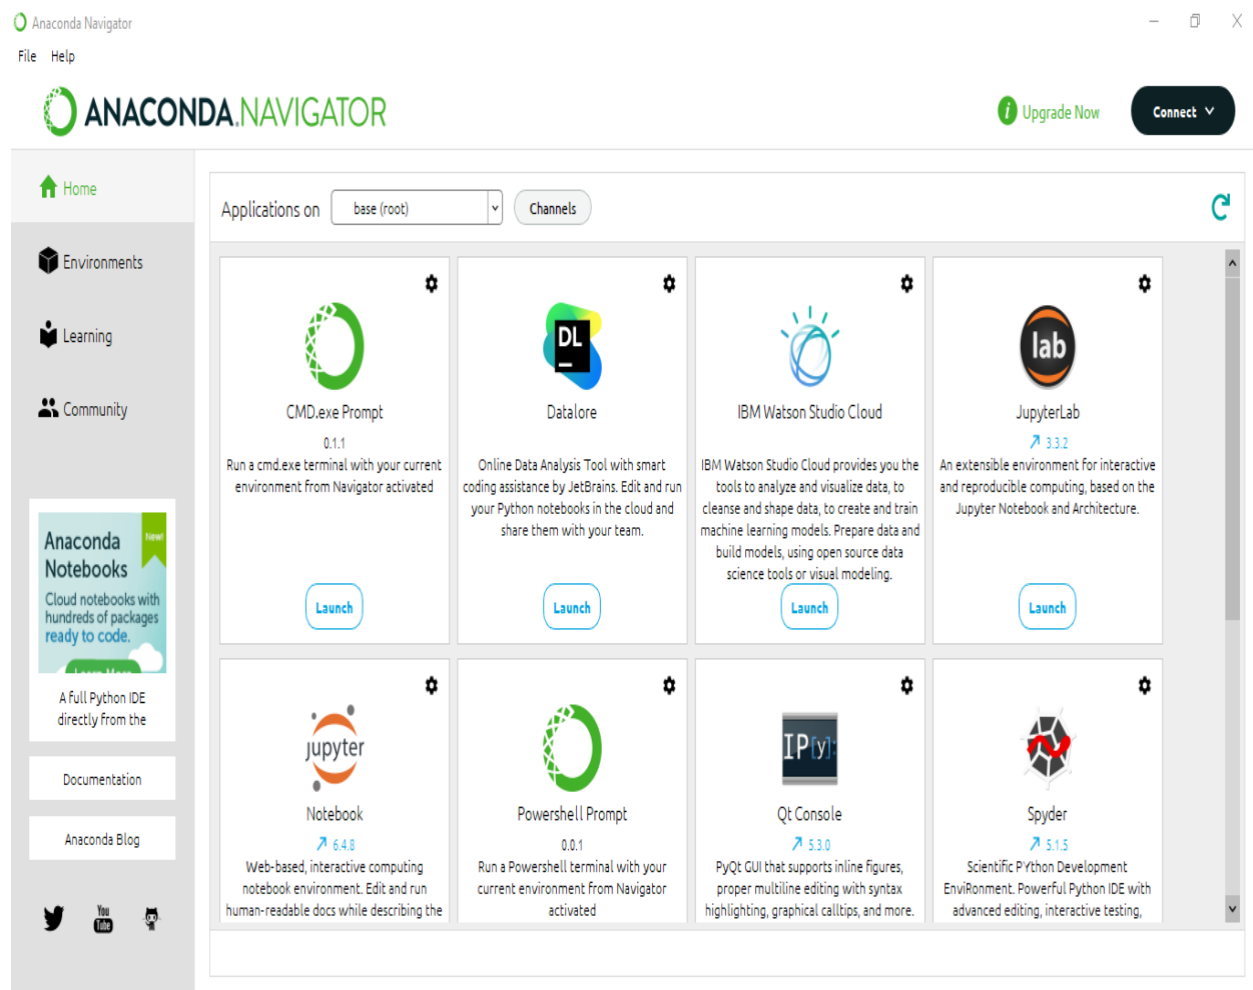 Anaconda Navigator
File Help
ANACONDA.NAVIGATOR
Upgrade Now
Connect
Home
Environments
Learning
Community
Anaconda
Notebooks
New!
Cloud notebooks with
hundreds of packages
ready to code.
Learn More
A full Python IDE
directly from the
Documentation
Anaconda Blog
You
Tube
Applications on base (root) Channels
CMD.exe Prompt
0.1.1
Run a cmd.exe terminal with your current
environment from Navigator activated
Launch
DL
Datalore
Online Data Analysis Tool with smart
coding assistance by JetBrains. Edit and run
your Python notebooks in the cloud and
share them with your team.
Launch
IBM Watson Studio Cloud
IBM Watson Studio Cloud provides you the
tools to analyze and visualize data, to
cleanse and shape data, to create and train
machine learning models. Prepare data and
build models, using open source data
science tools or visual modeling.
Launch
lab
JupyterLab
3.3.2
An extensible environment for interactive
and reproducible computing, based on the
Jupyter Notebook and Architecture.
Launch
jupyter
Notebook
6.4.8
Web-based, interactive computing
notebook environment. Edit and run
human-readable docs while describing the
Powershell Prompt
0.0.1
Run a Powershell terminal with your
current environment from Navigator
activated
IP[y]:
Qt Console
5.3.0
PyQt GUI that supports inline figures,
proper multiline editing with syntax
highlighting, graphical calltips, and more.
Spyder
5.1.5
Scientific PYthon Development
EnviRonment. Powerful Python IDE with
advanced editing, interactive testing,